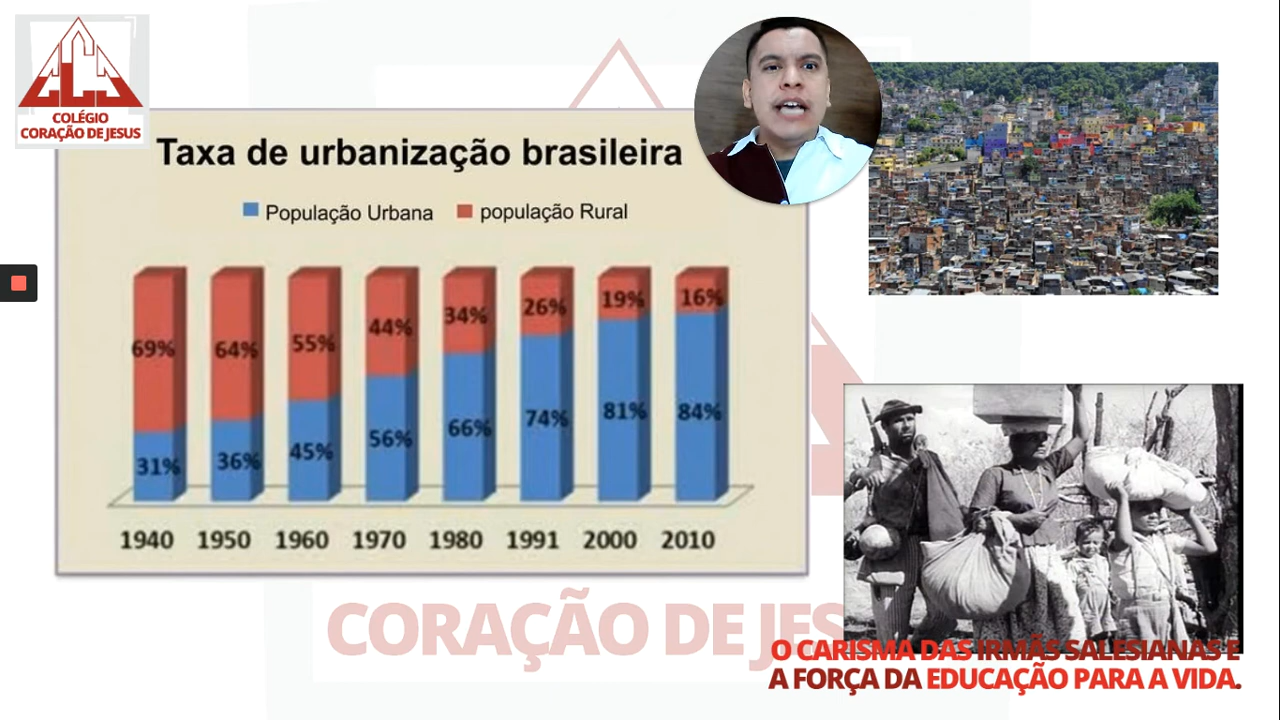 COLÉGIO
CORAÇÃO DE JESUS
Taxa de urbanização brasileira
População Urbana população Rural
69% 64% 55% 44% 34% 26% 19% 16%
31% 36% 45% 56% 66% 74% 81% 84%
1940 1950 1960 1970 1980 1991 2000 2010
CORAÇÃO DE JES
O CARISMA DAS IRMÃS SALESIANAS E
A FORÇA DA EDUCAÇÃO PARA A VIDA.